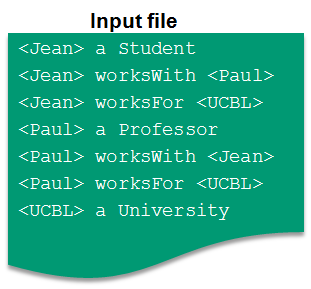 Input file
<Jean> a Student
<Jean> worksWith <Paul>
<Jean> worksFor <UCBL>
<Paul> a Professor
<Paul> worksWith <Jean>
<Paul> worksFor <UCBL>
<UCBL> a University